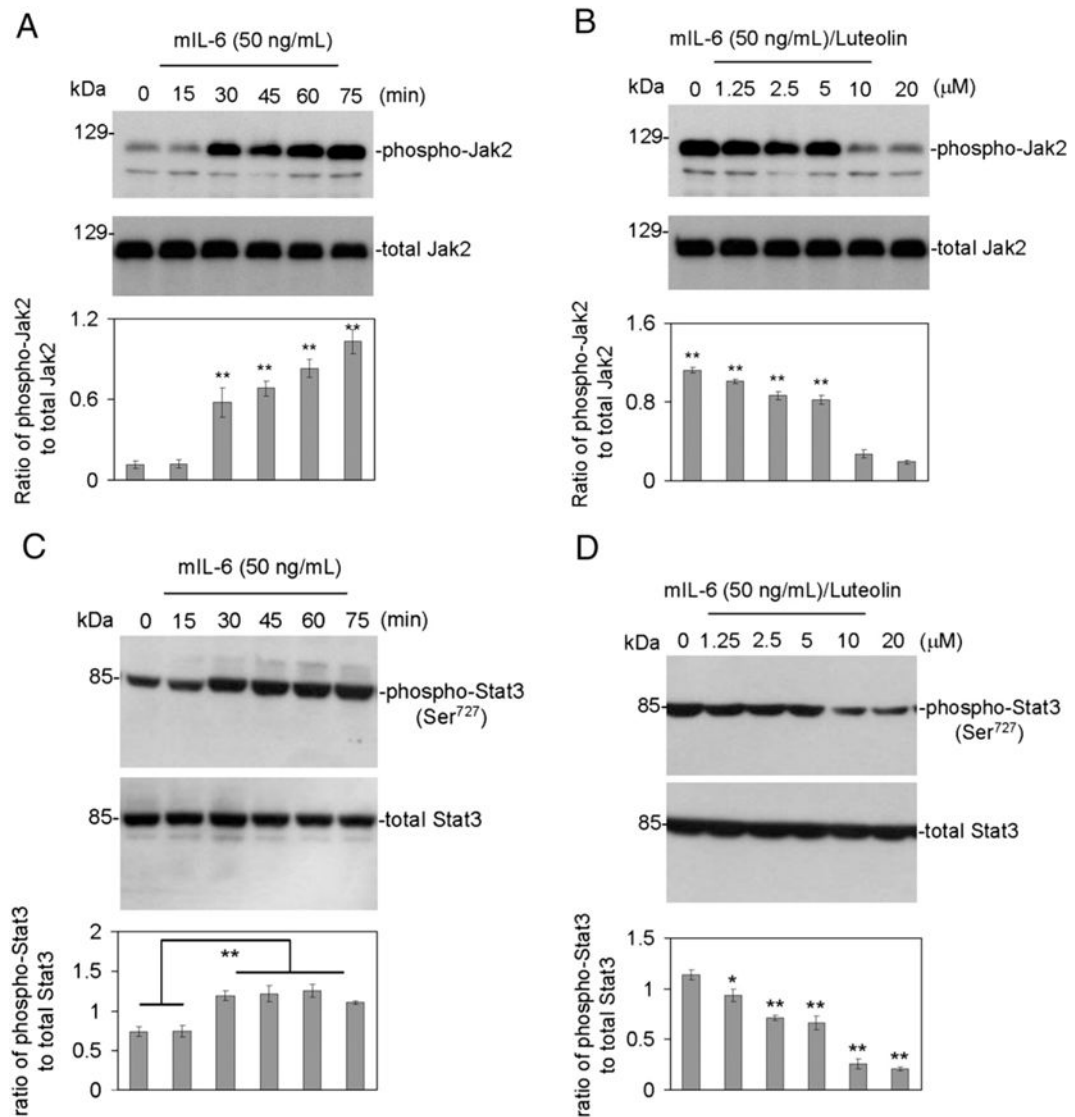 A
mIL-6 (50 ng/mL)
kDa 0 15 30 45 60 75 (min)
129-
-phospho-Jak2
129-
-total Jak2
Ratio of phospho-Jak2
to total Jak2
1.2
0.6
0
** ** ** **
B
mIL-6 (50 ng/mL)/Luteolin
kDa 0 1.25 2.5 5 10 20 (μM)
129-
-phospho-Jak2
129-
-total Jak2
Ratio of phospho-Jak2
to total Jak2
1.6
0.8
0
** ** ** **
C
mIL-6 (50 ng/mL)
kDa 0 15 30 45 60 75 (min)
85-
-phospho-Stat3
(Ser727)
85-
-total Stat3
ratio of phospho-Stat3
to total Stat3
2
1.5
1
0.5
0
**
D
mIL-6 (50 ng/mL)/Luteolin
kDa 0 1.25 2.5 5 10 20 (μM)
85-
-phospho-Stat3
(Ser727)
85-
-total Stat3
ratio of phospho-Stat3
to total Stat3
1.5
1
0.5
0
* ** ** ** **